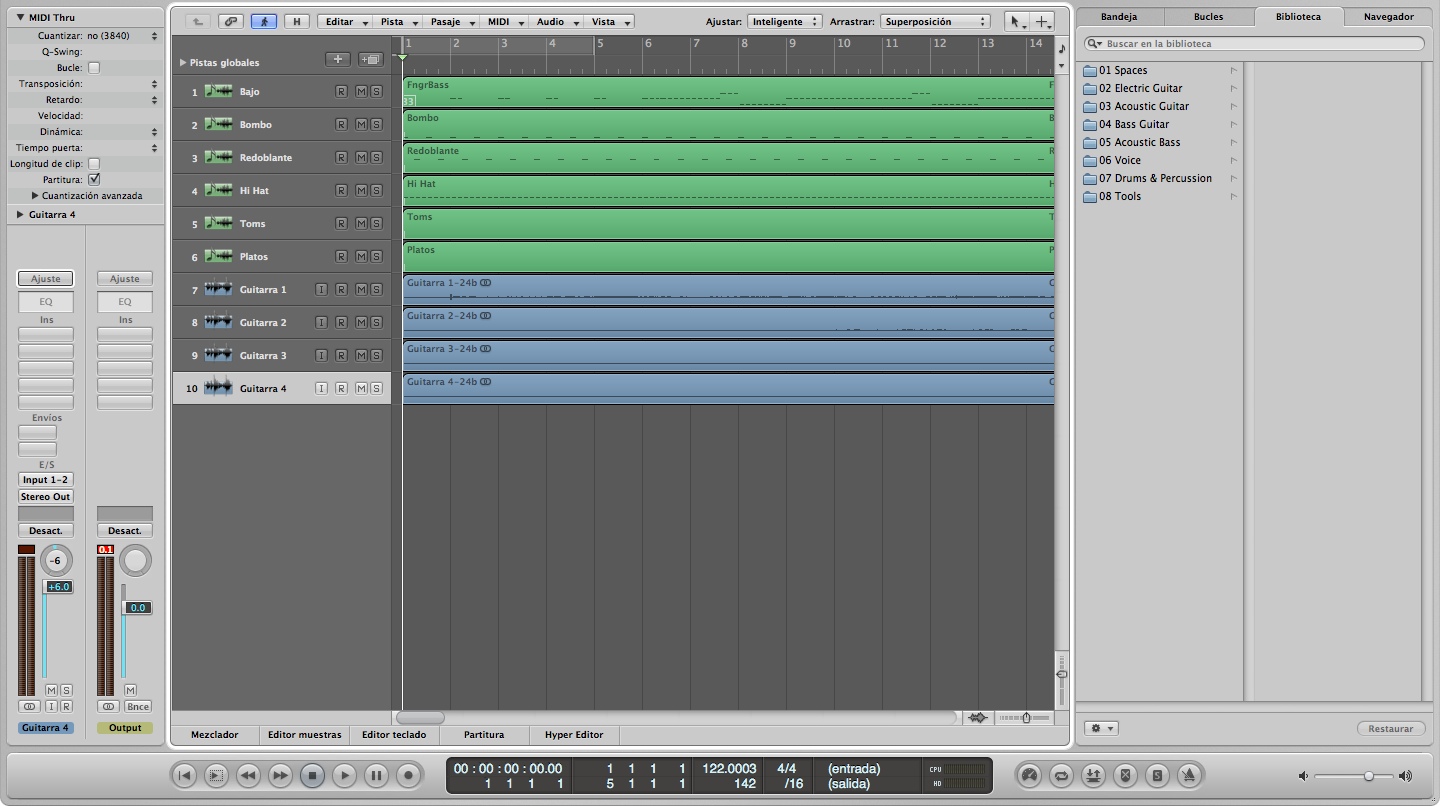 MIDI Thru
Cuantizar: no (3840)
Q-Swing:
Bucle:
Transposición:
Retardo:
Velocidad:
Dinámica:
Tiempo puerta:
Longitud de clip:
Partitura:
Cuantización avanzada
Guitarra 4
Ajuste Ajuste
EQ EQ
Ins Ins
Envíos
E/S
Input 1-2
Stereo Out
Desact. Desact.
-6 0.1
+6.0
0.0
M S M
I R Bnce
Guitarra 4 Output
H Editar Pista Pasaje MIDI Audio Vista Ajustar: Inteligente Arrastrar: Superposición
1 2 3 4 5 6 7 8 9 10 11 12 13 14
Pistas globales
1 Bajo R M S FngrBass F
33
2 Bombo R M S Bombo B
3 Redoblante R M S Redoblante R
4 Hi Hat R M S Hi Hat H
5 Toms R M S Toms T
6 Platos R M S Platos P
7 Guitarra 1 I R M S Guitarra 1-24b G
8 Guitarra 2 I R M S Guitarra 2-24b G
9 Guitarra 3 I R M S Guitarra 3-24b G
10 Guitarra 4 I R M S Guitarra 4-24b G
Mezclador Editor muestras Editor teclado Partitura Hyper Editor
Bandeja Bucles Biblioteca Navegador
Buscar en la biblioteca
01 Spaces
02 Electric Guitar
03 Acoustic Guitar
04 Bass Guitar
05 Acoustic Bass
06 Voice
07 Drums & Percussion
08 Tools
Restaurar
00 : 00 : 00 : 00.00 1 1 1 1 122.0003 4/4 (entrada) CPU
1 1 1 1 5 1 1 1 142 /16 (salida) HD
S